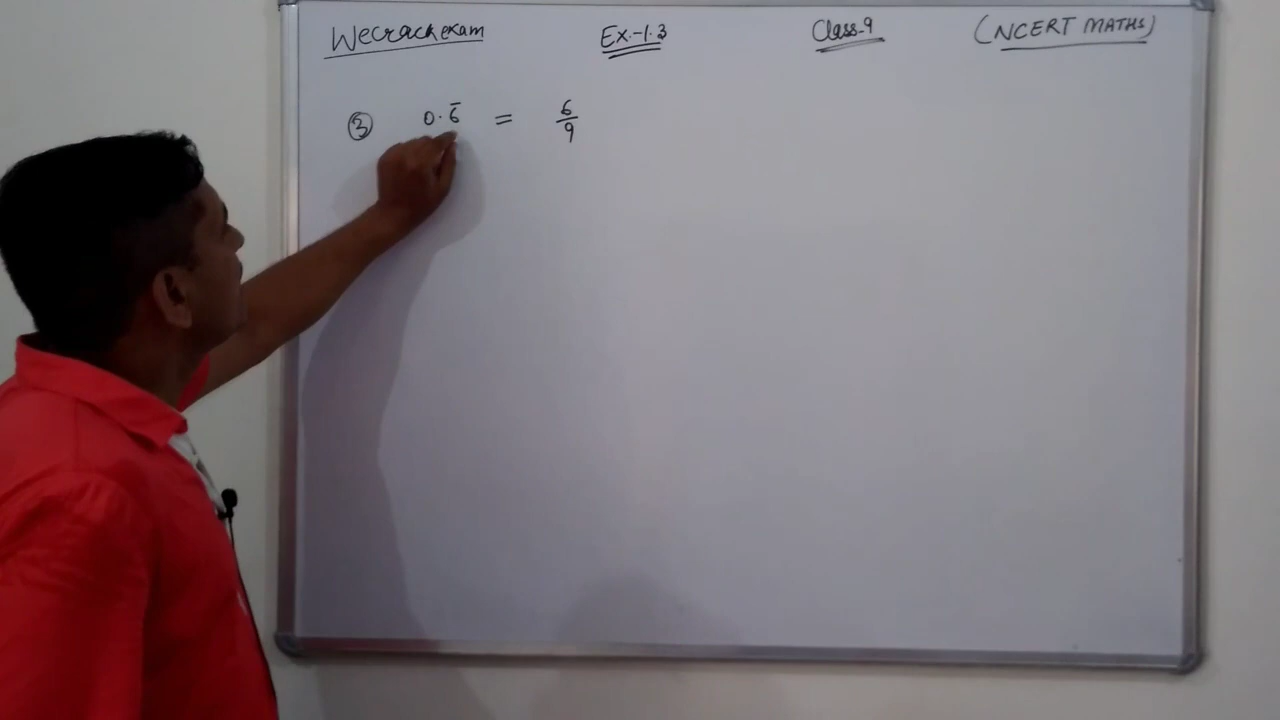 Wecrackexam Ex.-1.3 Class-9 (NCERT MATHS)
③ 0.6̅ = 6/9